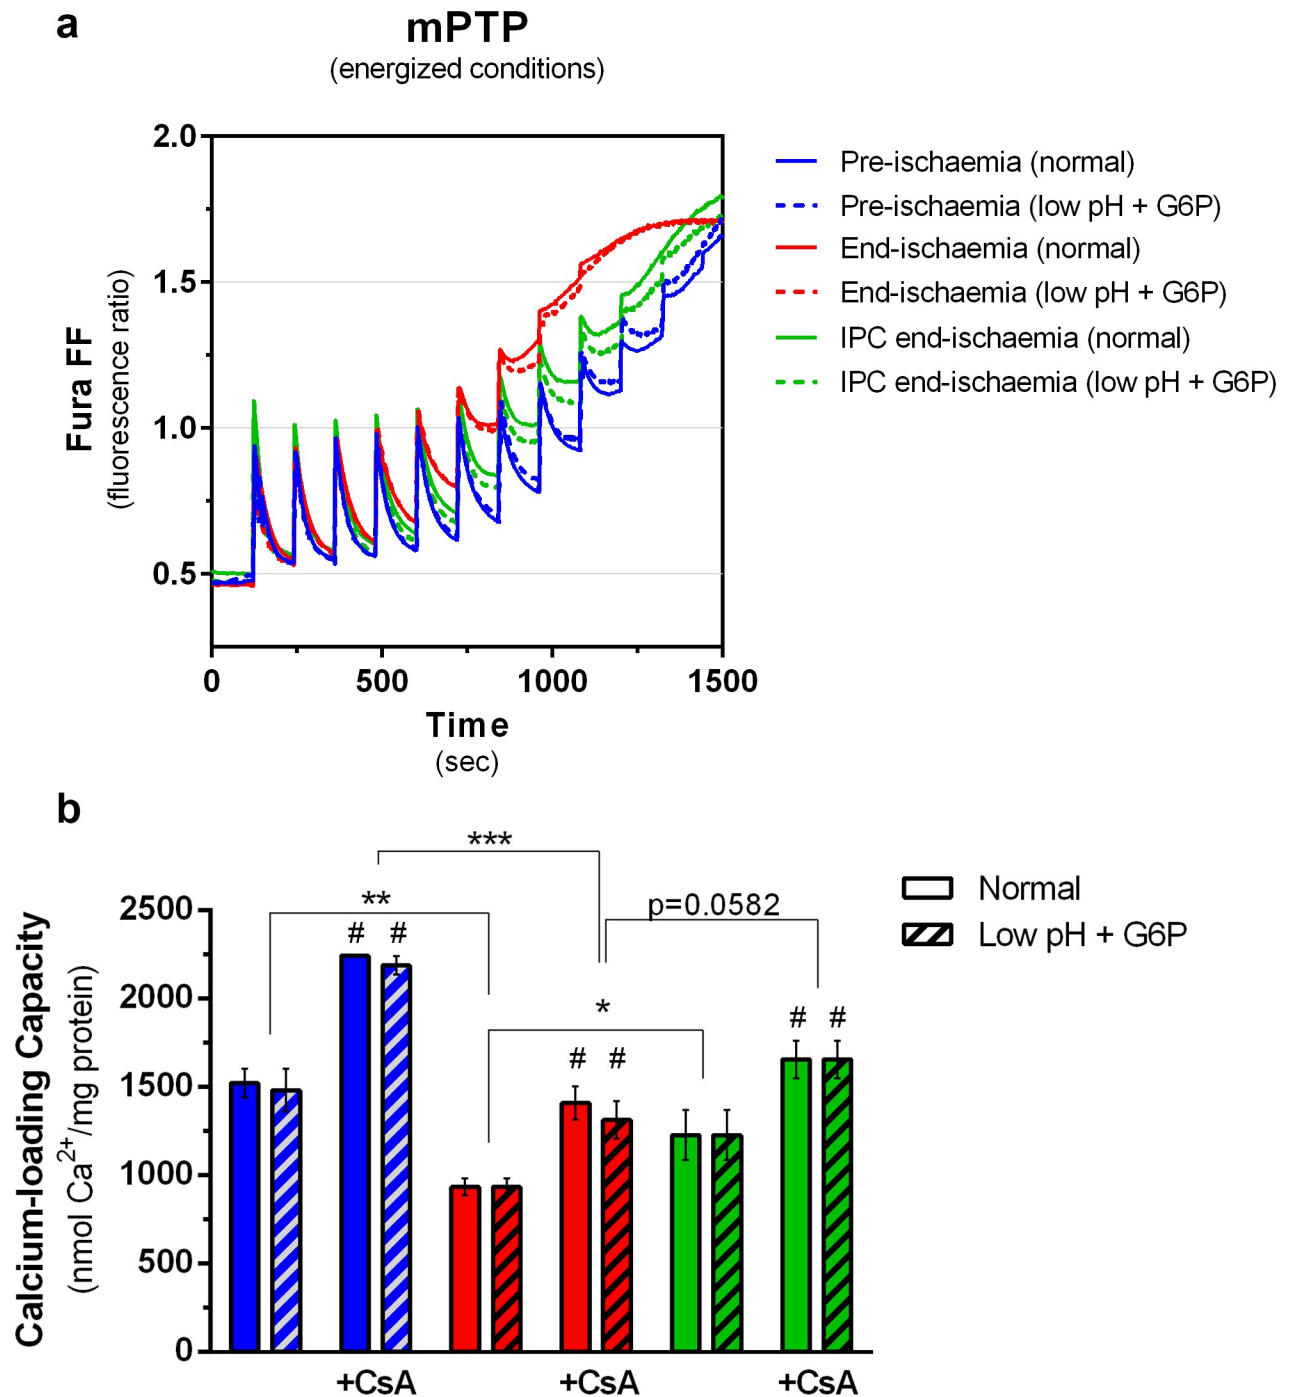 a
mPTP
(energized conditions)
Fura FF
(fluorescence ratio)
2.0
1.5
1.0
0.5
0 500 1000 1500
Time
(sec)
Pre-ischaemia (normal)
Pre-ischaemia (low pH + G6P)
End-ischaemia (normal)
End-ischaemia (low pH + G6P)
IPC end-ischaemia (normal)
IPC end-ischaemia (low pH + G6P)
b
Calcium-loading Capacity
(nmol Ca²⁺/mg protein)
2500
2000
1500
1000
500
0
***
**
p=0.0582
# #
*
# #
# #
+CsA +CsA +CsA
Normal
Low pH + G6P